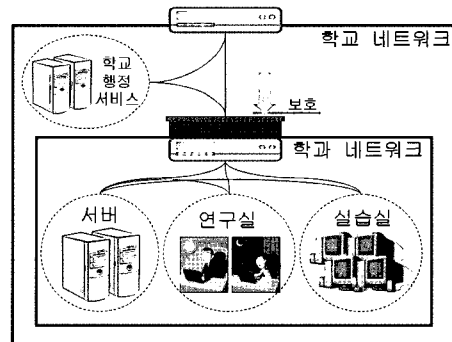 학교 네트워크
학교
행정
서비스
보호
학과 네트워크
서버
연구실
실습실